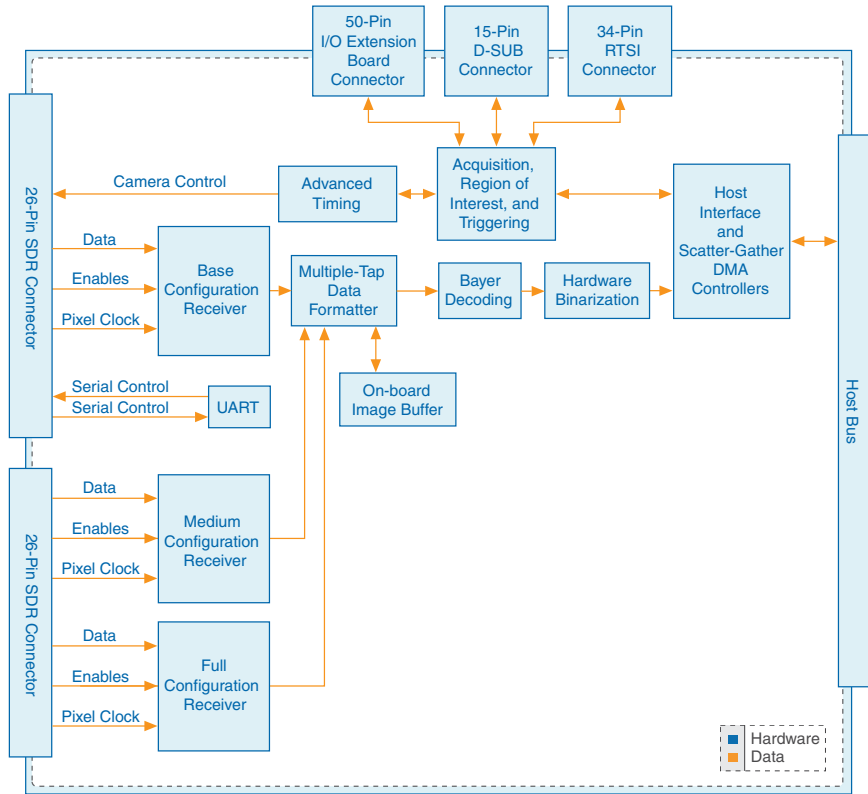 50-Pin
I/O Extension
Board
Connector
15-Pin
D-SUB
Connector
34-Pin
RTSI
Connector
26-Pin SDR Connector
Camera Control
Advanced
Timing
Acquisition,
Region of
Interest, and
Triggering
Host
Interface
and
Scatter-Gather
DMA
Controllers
Data
Enables
Pixel Clock
Base
Configuration
Receiver
Multiple-Tap
Data
Formatter
Bayer
Decoding
Hardware
Binarization
On-board
Image Buffer
Serial Control
Serial Control
UART
Host Bus
26-Pin SDR Connector
Data
Enables
Pixel Clock
Medium
Configuration
Receiver
Data
Enables
Pixel Clock
Full
Configuration
Receiver
Hardware
Data